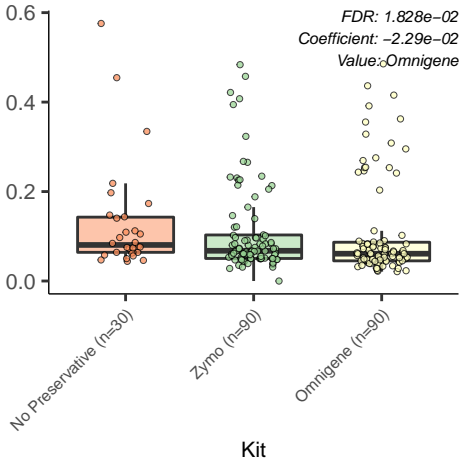 FDR: 1.828e−02
Coefficient: −2.29e−02
Value: Omnigene
0.6
0.4
0.2
0.0
No Preservative (n=30)
Zymo (n=90)
Omnigene (n=90)
Kit